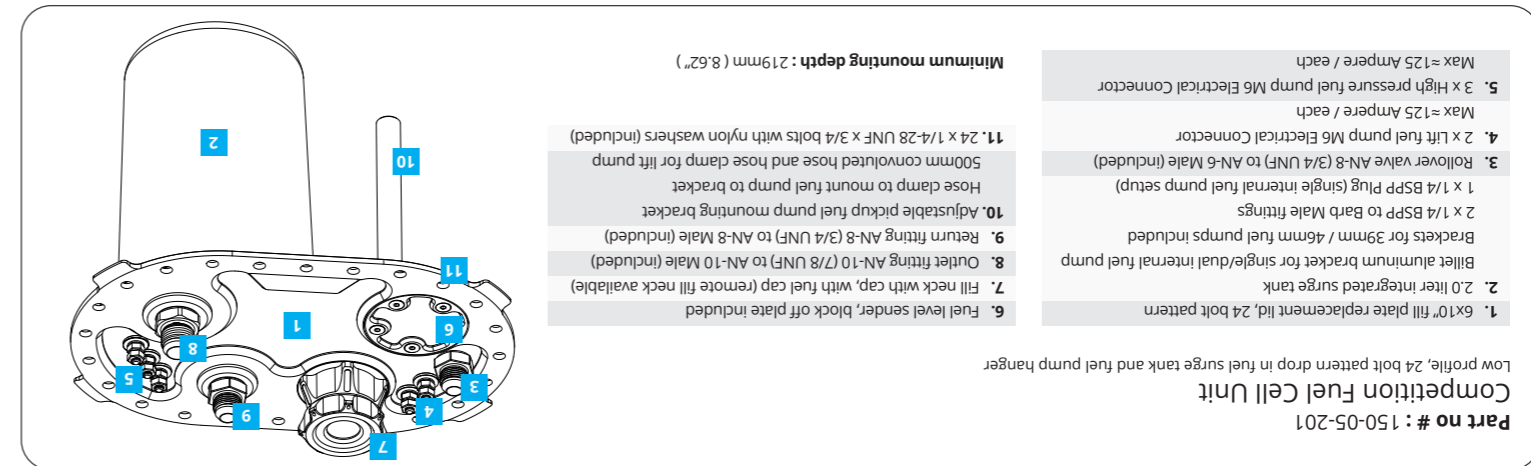 Part no # : 150-05-201
Competition Fuel Cell Unit
Low profile, 24 bolt pattern drop in fuel surge tank and fuel pump hanger
1. 6x10" fill plate replacement lid, 24 bolt pattern
2. 2.0 liter integrated surge tank
Billet aluminum bracket for single/dual internal fuel pump
Brackets for 39mm / 46mm fuel pumps included
2 x 1/4 BSPP to Barb Male fittings
1 x 1/4 BSPP Plug (single internal fuel pump setup)
3. Rollover valve AN-8 (3/4 UNF) to AN-6 Male (included)
4. 2 x Lift fuel pump M6 Electrical Connector
Max ≈125 Ampere / each
5. 3 x High pressure fuel pump M6 Electrical Connector
Max ≈125 Ampere / each
6. Fuel level sender, block off plate included
7. Fill neck with cap, with fuel cap (remote fill neck available)
8. Outlet fitting AN-10 (7/8 UNF) to AN-10 Male (included)
9. Return fitting AN-8 (3/4 UNF) to AN-8 Male (included)
10. Adjustable pickup fuel pump mounting bracket
Hose clamp to mount fuel pump to bracket
500mm convoluted hose and hose clamp for lift pump
11. 24 x 1/4-28 UNF x 3/4 bolts with nylon washers (included)
Minimum mounting depth : 219mm ( 8.62" )
7
3
4
9
5
6
8
1
11
10
2